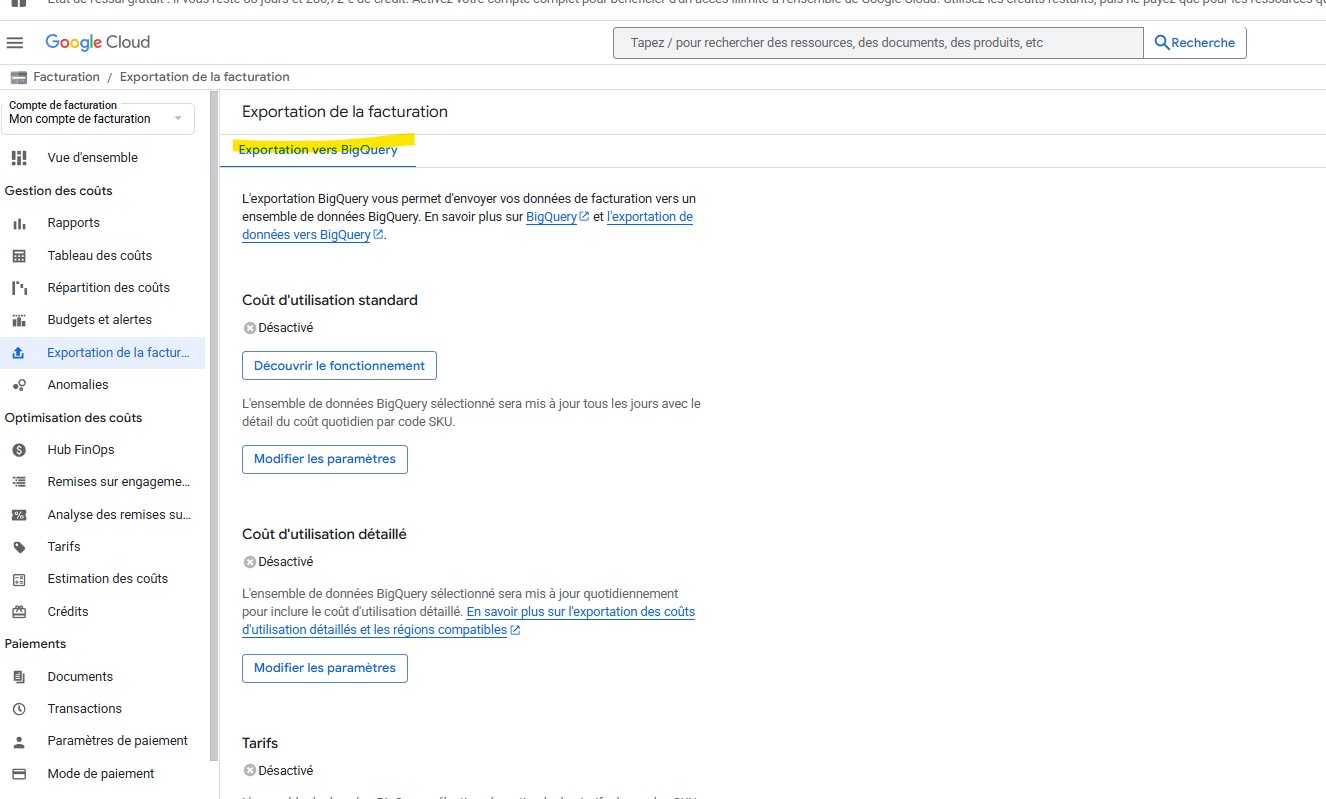 Google Cloud
Tapez / pour rechercher des ressources, des documents, des produits, etc
Recherche
Facturation / Exportation de la facturation
Compte de facturation
Mon compte de facturation
Vue d'ensemble
Gestion des coûts
Rapports
Tableau des coûts
Répartition des coûts
Budgets et alertes
Exportation de la factur...
Anomalies
Optimisation des coûts
Hub FinOps
Remises sur engageme...
Analyse des remises su...
Tarifs
Estimation des coûts
Crédits
Paiements
Documents
Transactions
Paramètres de paiement
Mode de paiement
Exportation de la facturation
Exportation vers BigQuery
L'exportation BigQuery vous permet d'envoyer vos données de facturation vers un
ensemble de données BigQuery. En savoir plus sur BigQuery et l'exportation de
données vers BigQuery.
Coût d'utilisation standard
Désactivé
Découvrir le fonctionnement
L'ensemble de données BigQuery sélectionné sera mis à jour tous les jours avec le
détail du coût quotidien par code SKU.
Modifier les paramètres
Coût d'utilisation détaillé
Désactivé
L'ensemble de données BigQuery sélectionné sera mis à jour quotidiennement
pour inclure le coût d'utilisation détaillé. En savoir plus sur l'exportation des coûts
d'utilisation détaillés et les régions compatibles
Modifier les paramètres
Tarifs
Désactivé